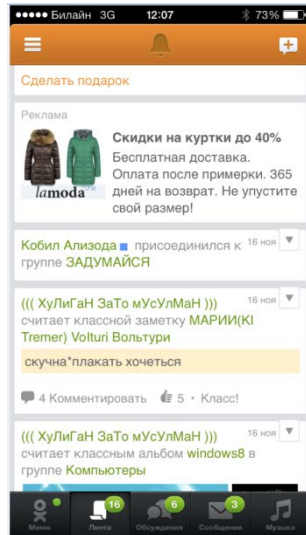 Билайн 3G 12:07 73%
Сделать подарок
Реклама
Скидки на куртки до 40%
Бесплатная доставка.
Оплата после примерки. 365
дней на возврат. Не упустите
свой размер!
lamoda
Кобил Ализода присоединился к 16 ноя
группе ЗАДУМАЙСЯ
((( ХуЛиГаН ЗаТо мУсУлМаН ))) 16 ноя
считает классной заметку МАРИИ(KI
Tremer) Volturi Вольтури
скучна*плакать хочеться
4 Комментировать 5 • Класс!
((( ХуЛиГаН ЗаТо мУсУлМаН ))) 16 ноя
считает классным альбом windows8 в
группе Компьютеры
16 6 3
Меню Лента Обсуждения Сообщения Музыка